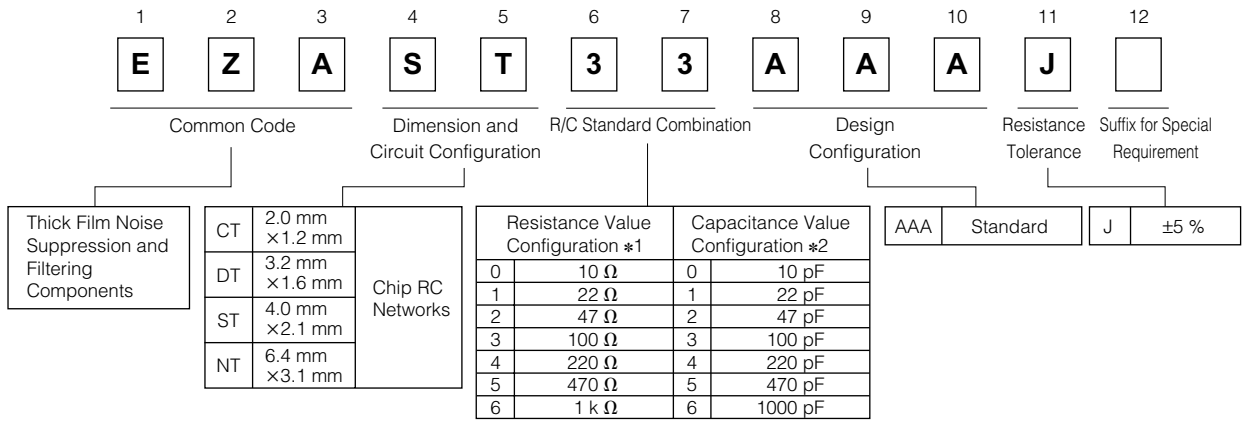 1 2 3 4 5 6 7 8 9 10 11 12
E Z A S T 3 3 A A A J
Common Code
Dimension and
Circuit Configuration
R/C Standard Combination
Design
Configuration
Resistance
Tolerance
Suffix for Special
Requirement
Thick Film Noise
Suppression and
Filtering
Components
CT 2.0 mm
×1.2 mm
DT 3.2 mm
×1.6 mm
ST 4.0 mm
×2.1 mm
NT 6.4 mm
×3.1 mm
Chip RC
Networks
Resistance Value
Configuration *1
Capacitance Value
Configuration *2
0 10 Ω 0 10 pF
1 22 Ω 1 22 pF
2 47 Ω 2 47 pF
3 100 Ω 3 100 pF
4 220 Ω 4 220 pF
5 470 Ω 5 470 pF
6 1 k Ω 6 1000 pF
AAA Standard
J ±5 %